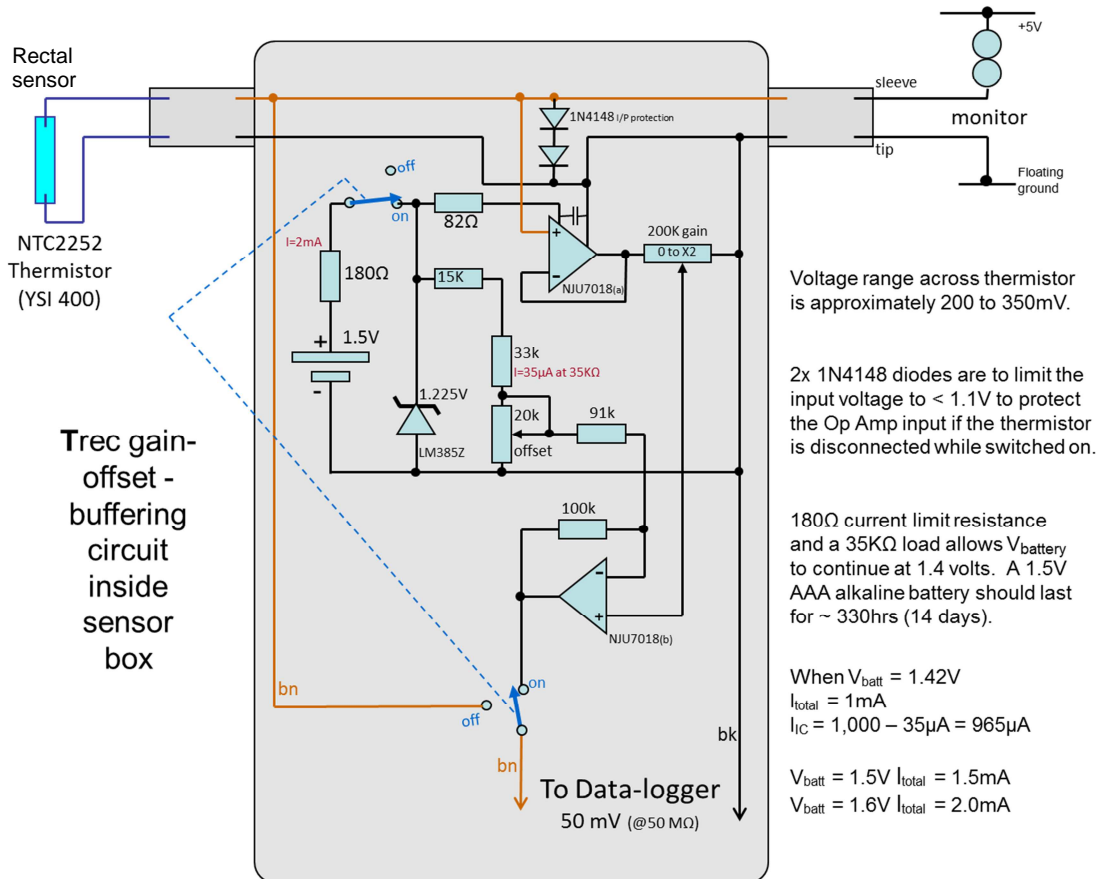 Rectal
sensor
NTC2252
Thermistor
(YSI 400)
Trec gain-
offset -
buffering
circuit
inside
sensor
box
1N4148 I/P protection
off
on
82Ω
I=2mA
180Ω
15K
+
-
NJU7018(a)
200K gain
0 to X2
+
1.5V
-
33k
I=35µA at 35KΩ
1.225V
LM385Z
20k
offset
91k
100k
-
+
NJU7018(b)
on
off
bn
bn
bk
To Data-logger
50 mV (@50 MΩ)
+5V
sleeve
monitor
tip
Floating
ground
Voltage range across thermistor
is approximately 200 to 350mV.
2x 1N4148 diodes are to limit the
input voltage to < 1.1V to protect
the Op Amp input if the thermistor
is disconnected while switched on.
180Ω current limit resistance
and a 35KΩ load allows Vbattery
to continue at 1.4 volts. A 1.5V
AAA alkaline battery should last
for ~ 330hrs (14 days).
When Vbatt = 1.42V
Itotal = 1mA
IIC = 1,000 – 35µA = 965µA
Vbatt = 1.5V Itotal = 1.5mA
Vbatt = 1.6V Itotal = 2.0mA